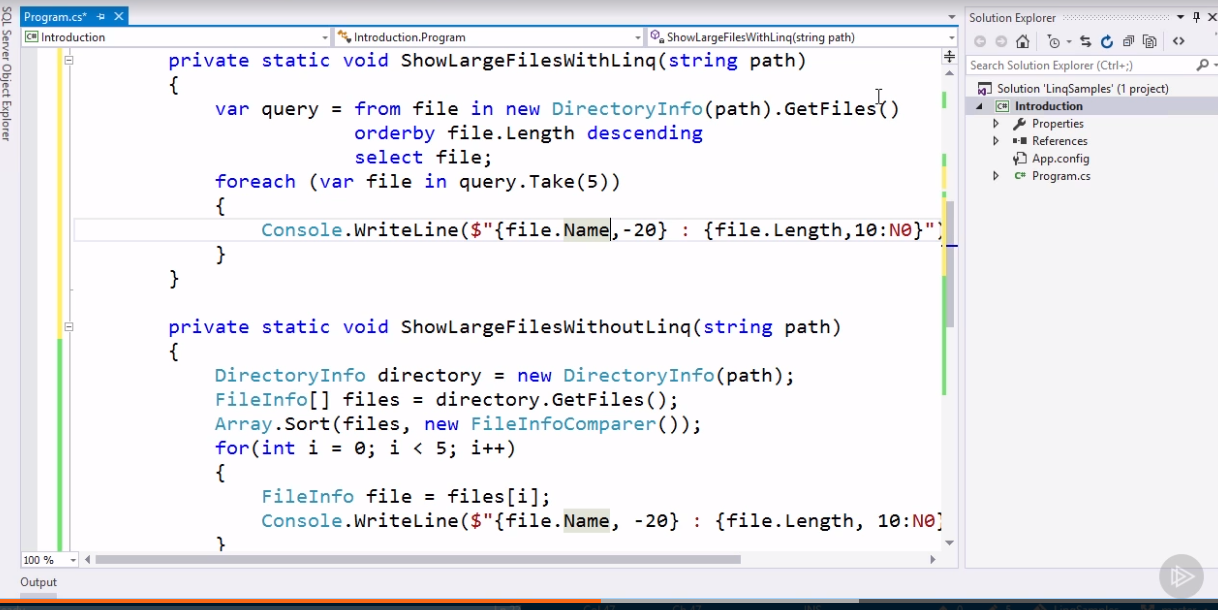 SQL Server Object Explorer
Program.cs*
Introduction
Introduction.Program
ShowLargeFilesWithLinq(string path)
private static void ShowLargeFilesWithLinq(string path)
{
var query = from file in new DirectoryInfo(path).GetFiles()
orderby file.Length descending
select file;
foreach (var file in query.Take(5))
{
Console.WriteLine($"{file.Name,-20} : {file.Length,10:N0}")
}
}
private static void ShowLargeFilesWithoutLinq(string path)
{
DirectoryInfo directory = new DirectoryInfo(path);
FileInfo[] files = directory.GetFiles();
Array.Sort(files, new FileInfoComparer());
for(int i = 0; i < 5; i++)
{
FileInfo file = files[i];
Console.WriteLine($"{file.Name, -20} : {file.Length, 10:N0}
}
100 %
Output
Solution Explorer
Search Solution Explorer (Ctrl+;)
Solution 'LinqSamples' (1 project)
Introduction
Properties
References
App.config
Program.cs